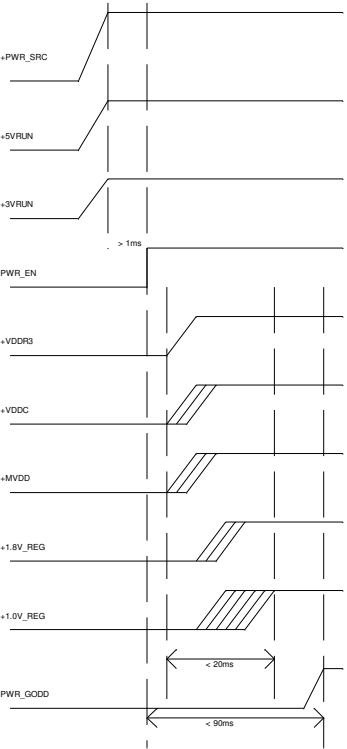 +PWR_SRC
+5VRUN
+3VRUN
> 1ms
PWR_EN
+VDDR3
+VDDC
+MVDD
+1.8V_REG
+1.0V_REG
< 20ms
PWR_GODD
< 90ms